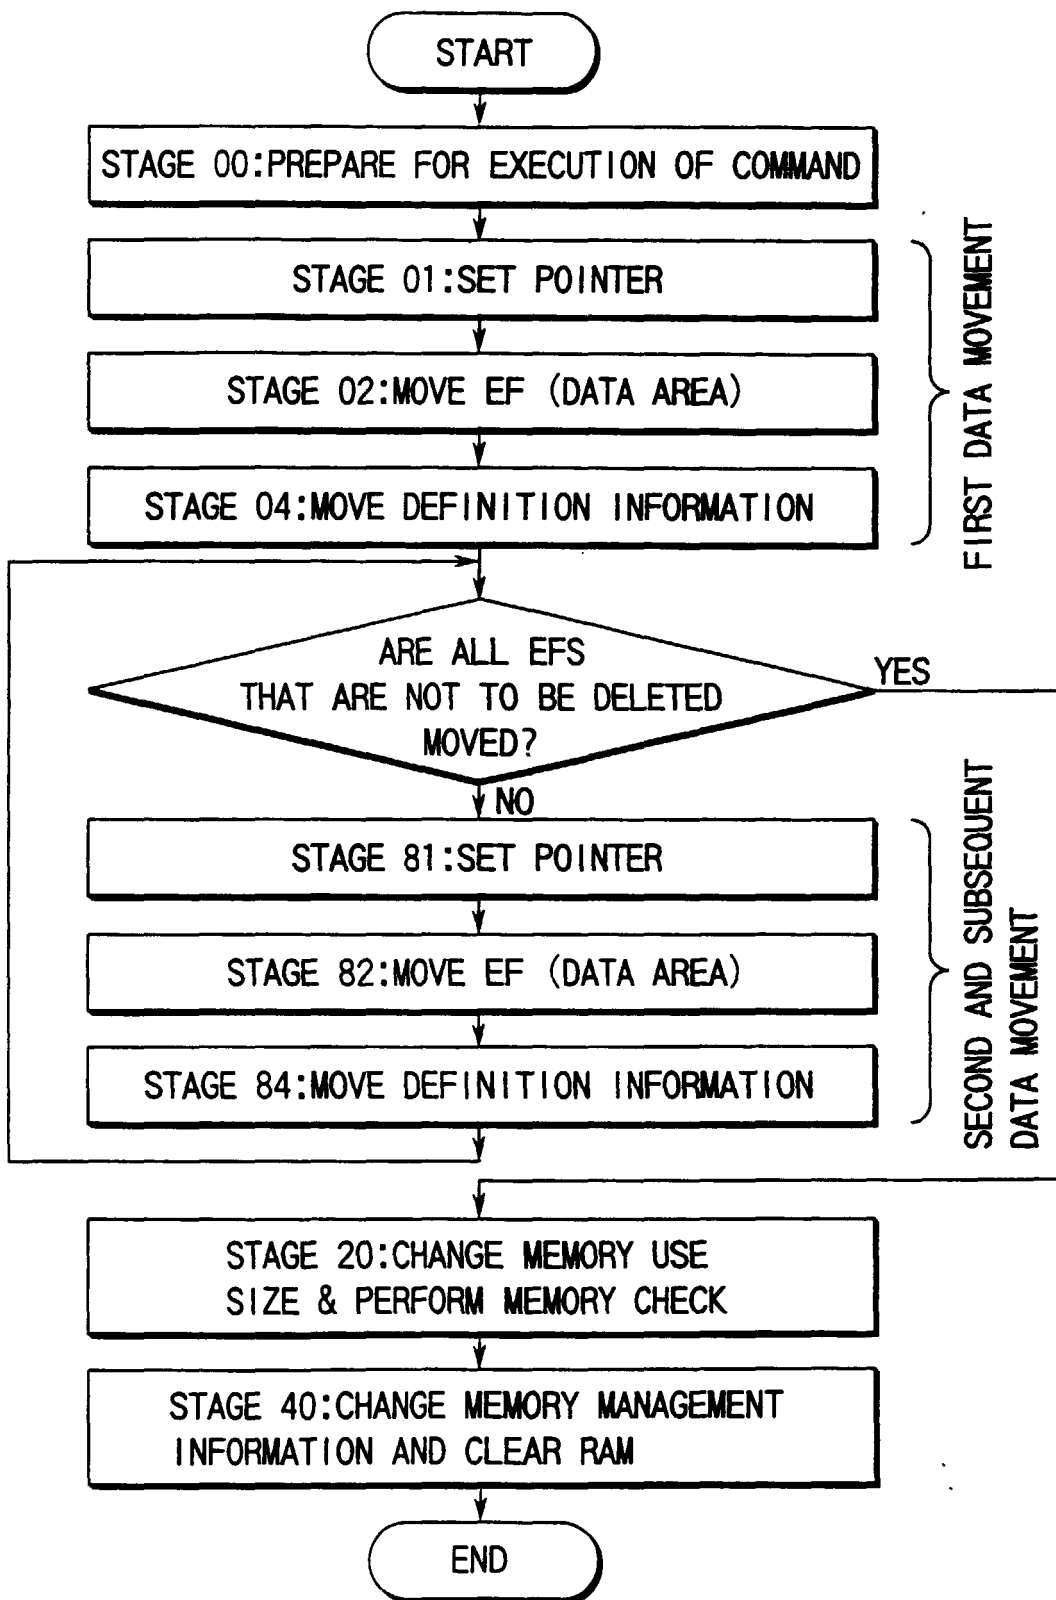 START
STAGE 00:PREPARE FOR EXECUTION OF COMMAND
STAGE 01:SET POINTER
STAGE 02:MOVE EF (DATA AREA)
STAGE 04:MOVE DEFINITION INFORMATION
FIRST DATA MOVEMENT
ARE ALL EFS
THAT ARE NOT TO BE DELETED
MOVED?
YES
NO
STAGE 81:SET POINTER
STAGE 82:MOVE EF (DATA AREA)
STAGE 84:MOVE DEFINITION INFORMATION
SECOND AND SUBSEQUENT
DATA MOVEMENT
STAGE 20:CHANGE MEMORY USE
SIZE & PERFORM MEMORY CHECK
STAGE 40:CHANGE MEMORY MANAGEMENT
INFORMATION AND CLEAR RAM
END